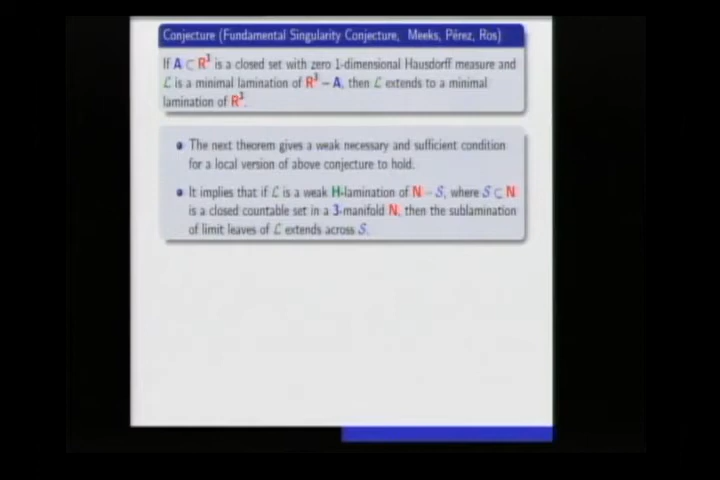 Conjecture (Fundamental Singularity Conjecture, Meeks, Pérez, Ros)
If A ⊂ R³ is a closed set with zero 1-dimensional Hausdorff measure and
ℒ is a minimal lamination of R³ − A, then ℒ extends to a minimal
lamination of R³.
• The next theorem gives a weak necessary and sufficient condition
for a local version of above conjecture to hold.
• It implies that if ℒ is a weak H-lamination of N − 𝒮, where 𝒮 ⊂ N
is a closed countable set in a 3-manifold N, then the sublamination
of limit leaves of ℒ extends across 𝒮.